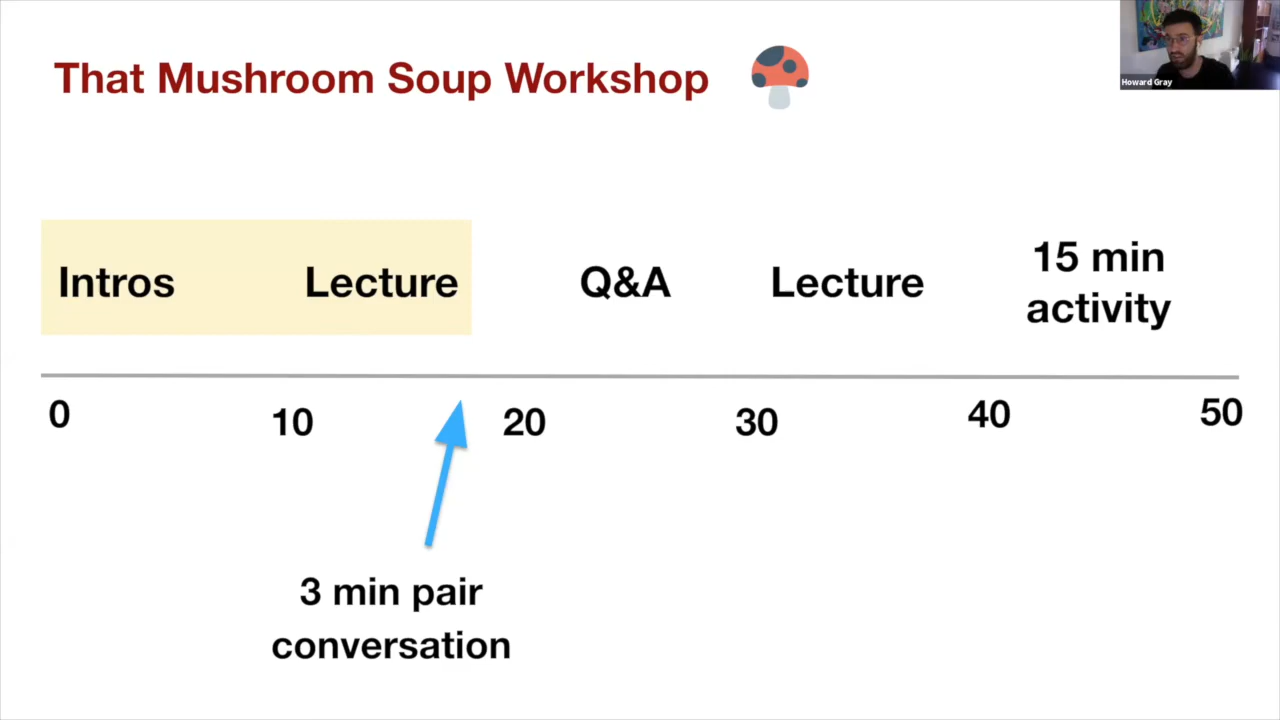 That Mushroom Soup Workshop
Howard Gray
Intros
Lecture
Q&A
Lecture
15 min
activity
0
10
20
30
40
50
3 min pair
conversation